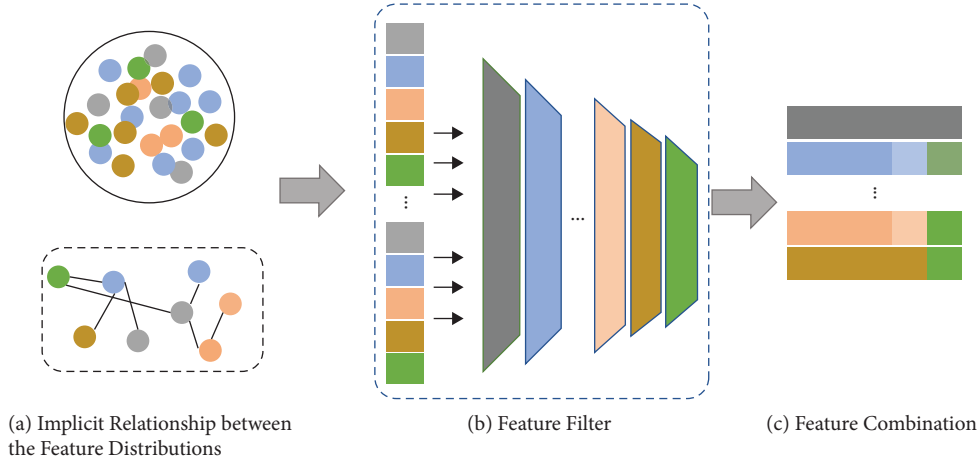 (a) Implicit Relationship between
the Feature Distributions
(b) Feature Filter
(c) Feature Combination